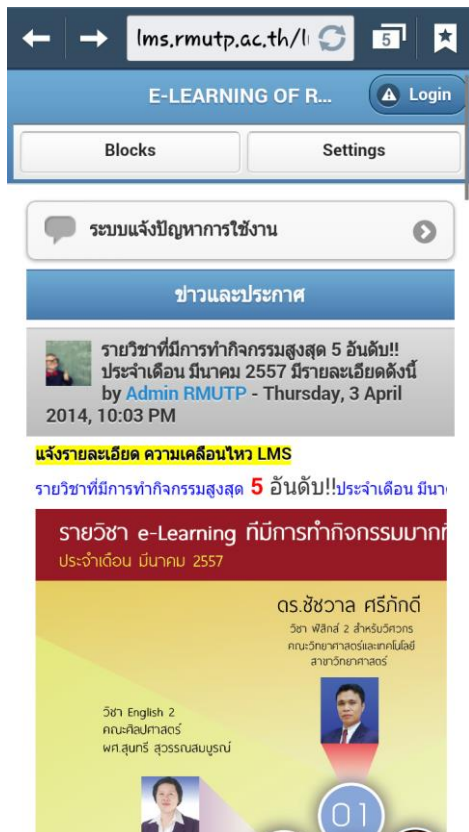 lms.rmutp.ac.th/l
5
E-LEARNING OF R...
Login
Blocks
Settings
ระบบแจ้งปัญหาการใช้งาน
ข่าวและประกาศ
รายวิชาที่มีการทำกิจกรรมสูงสุด 5 อันดับ!!
ประจำเดือน มีนาคม 2557 มีรายละเอียดดังนี้
by Admin RMUTP - Thursday, 3 April
2014, 10:03 PM
แจ้งรายละเอียด ความเคลื่อนไหว LMS
รายวิชาที่มีการทำกิจกรรมสูงสุด 5 อันดับ!!ประจำเดือน มีนา
รายวิชา e-Learning ที่มีการทำกิจกรรมมาก
ประจำเดือน มีนาคม 2557
ดร.ชัชวาล ศรีภักดี
วิชา ฟิสิกส์ 2 สำหรับวิศวกร
คณะวิทยาศาสตร์และเทคโนโลยี
สาขาวิทยาศาสตร์
วิชา English 2
คณะศิลปศาสตร์
ผศ.สุนทรี สุวรรณสมบูรณ์
01